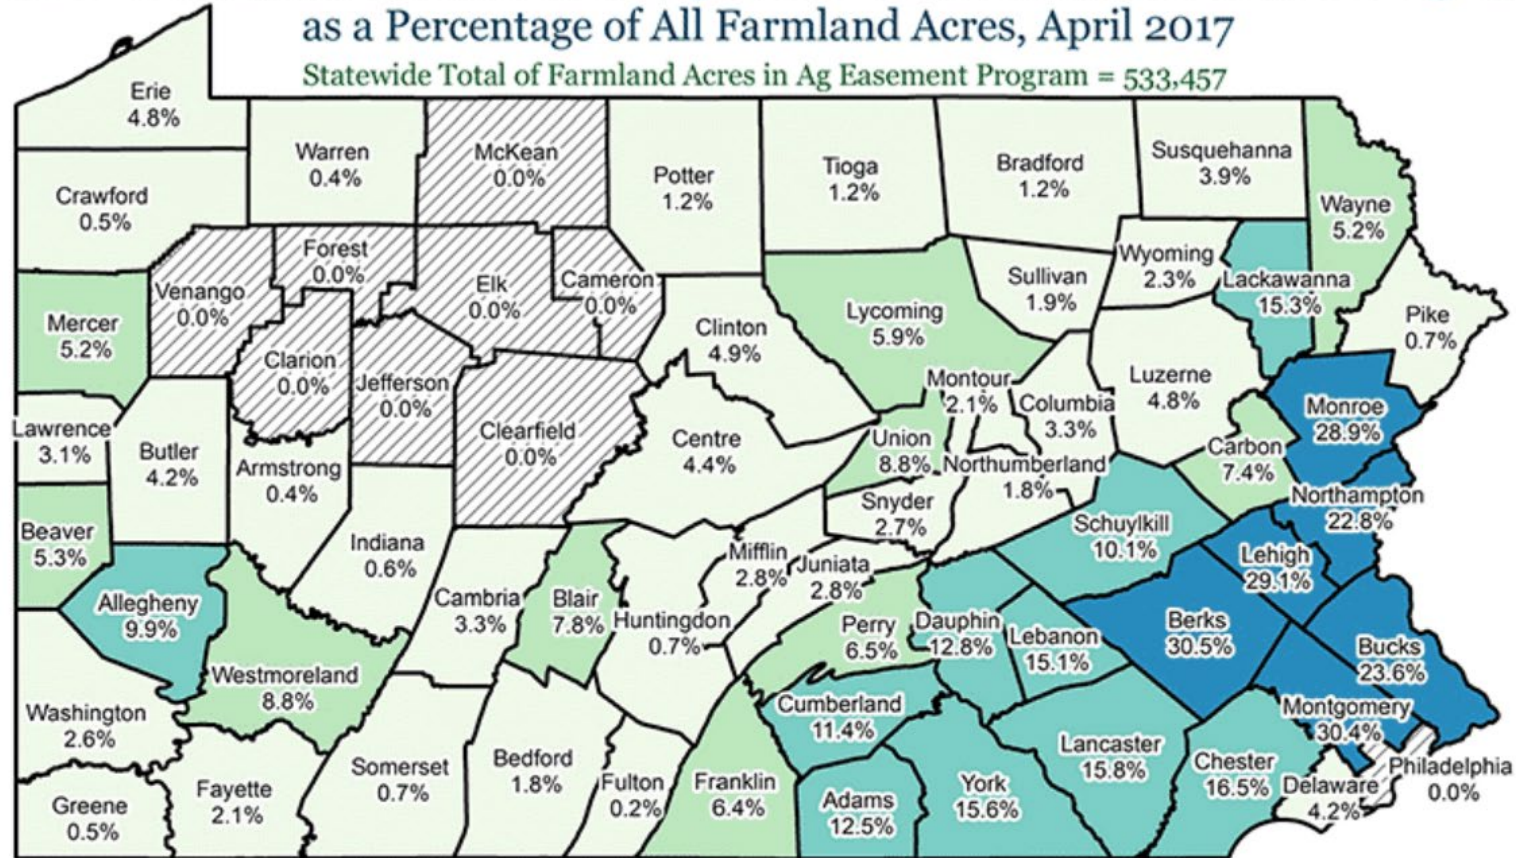 as a Percentage of All Farmland Acres, April 2017
Statewide Total of Farmland Acres in Ag Easement Program = 533,457
Erie
4.8%
Warren
0.4%
McKean
0.0%
Potter
1.2%
Tioga
1.2%
Bradford
1.2%
Susquehanna
3.9%
Crawford
0.5%
Wayne
5.2%
Forest
0.0%
Venango
0.0%
Elk
0.0%
Cameron
0.0%
Sullivan
1.9%
Wyoming
2.3%
Lackawanna
15.3%
Mercer
5.2%
Clinton
4.9%
Lycoming
5.9%
Pike
0.7%
Clarion
0.0%
Jefferson
0.0%
Montour
2.1%
Columbia
3.3%
Luzerne
4.8%
Monroe
28.9%
Lawrence
3.1%
Butler
4.2%
Armstrong
0.4%
Clearfield
0.0%
Centre
4.4%
Union
8.8%
Northumberland
1.8%
Carbon
7.4%
Northampton
22.8%
Beaver
5.3%
Indiana
0.6%
Snyder
2.7%
Schuylkill
10.1%
Lehigh
29.1%
Allegheny
9.9%
Cambria
3.3%
Blair
7.8%
Huntingdon
0.7%
Mifflin
2.8%
Juniata
2.8%
Perry
6.5%
Dauphin
12.8%
Lebanon
15.1%
Berks
30.5%
Bucks
23.6%
Westmoreland
8.8%
Washington
2.6%
Cumberland
11.4%
Montgomery
30.4%
Greene
0.5%
Fayette
2.1%
Somerset
0.7%
Bedford
1.8%
Fulton
0.2%
Franklin
6.4%
Adams
12.5%
York
15.6%
Lancaster
15.8%
Chester
16.5%
Delaware
4.2%
Philadelphia
0.0%